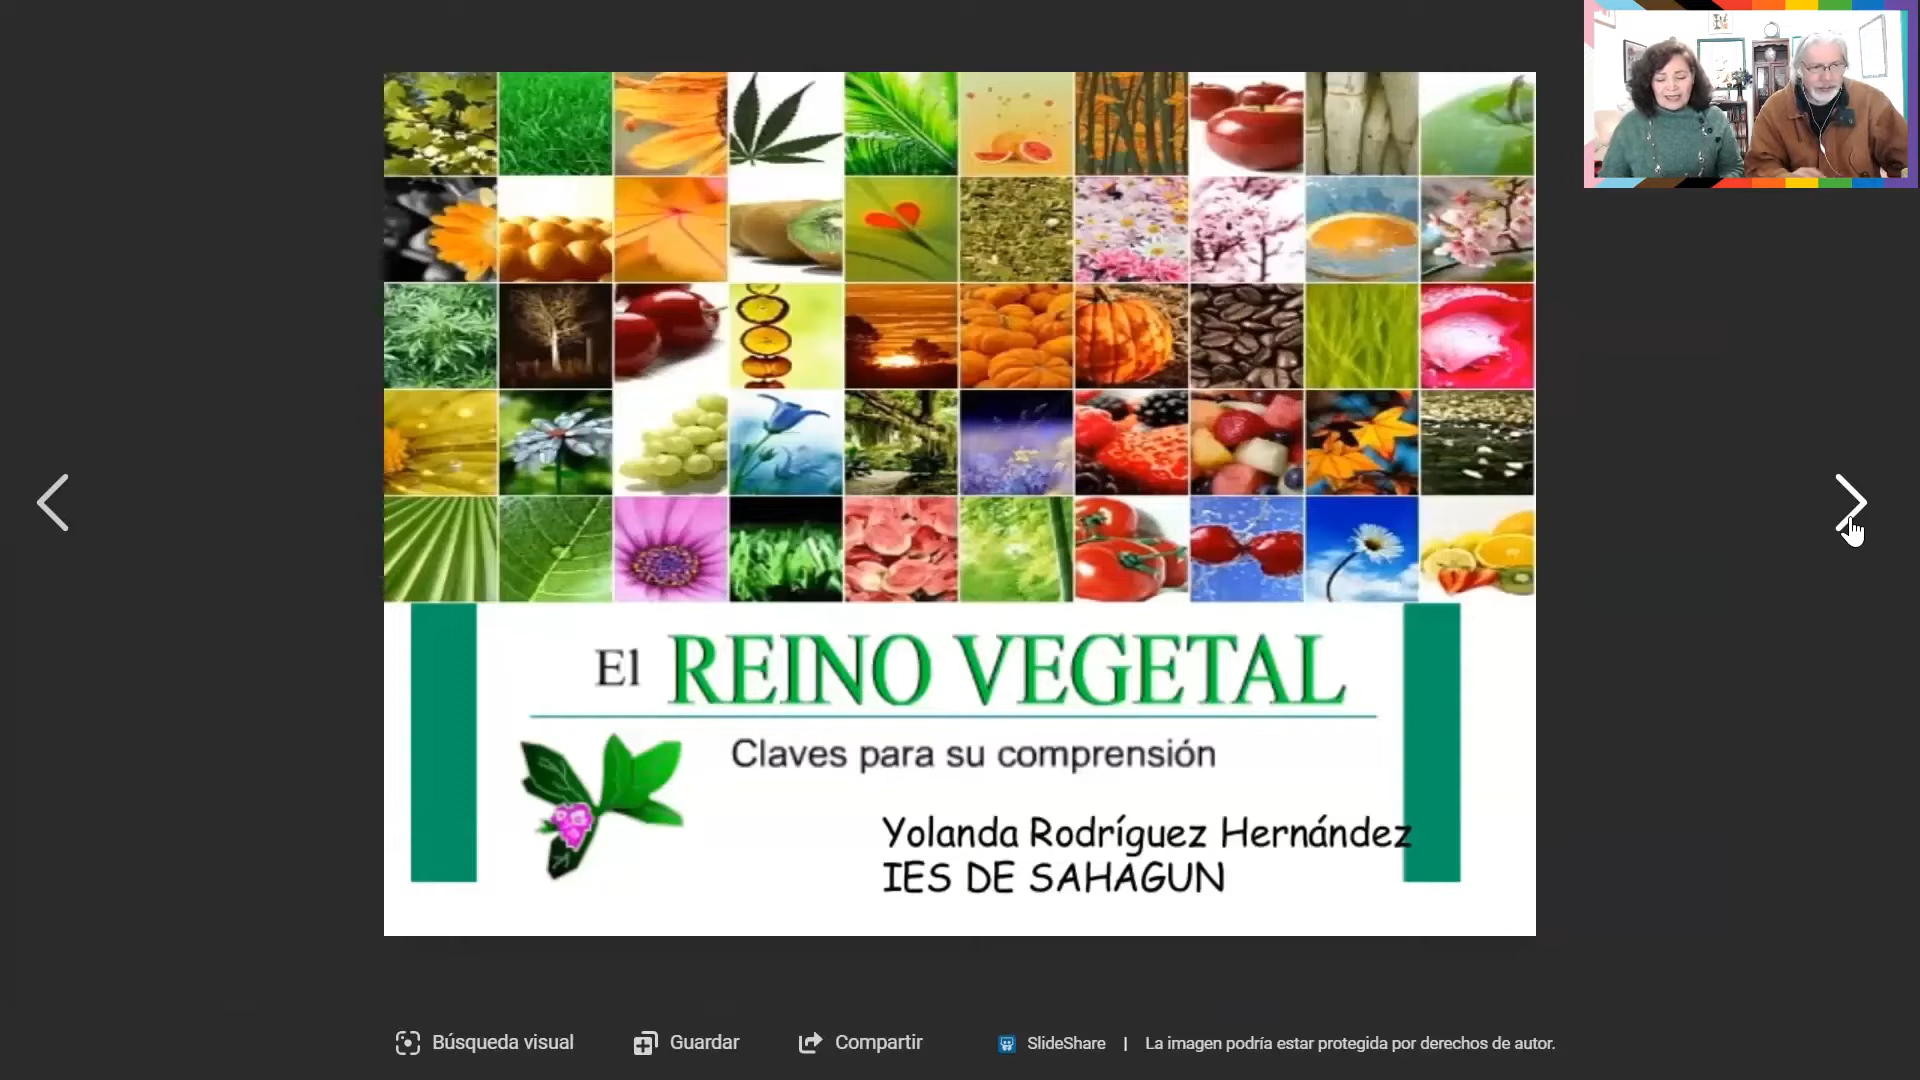 El REINO VEGETAL
Claves para su comprensión
Yolanda Rodríguez Hernández
IES DE SAHAGUN
Búsqueda visual
Guardar
Compartir
SlideShare | La imagen podría estar protegida por derechos de autor.